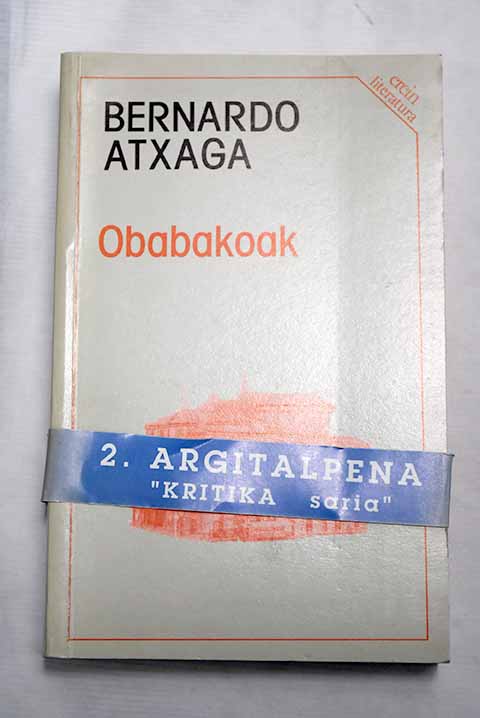 erein
literatura
BERNARDO
ATXAGA
Obabakoak
2. ARGITALPENA
"KRITIKA saria"